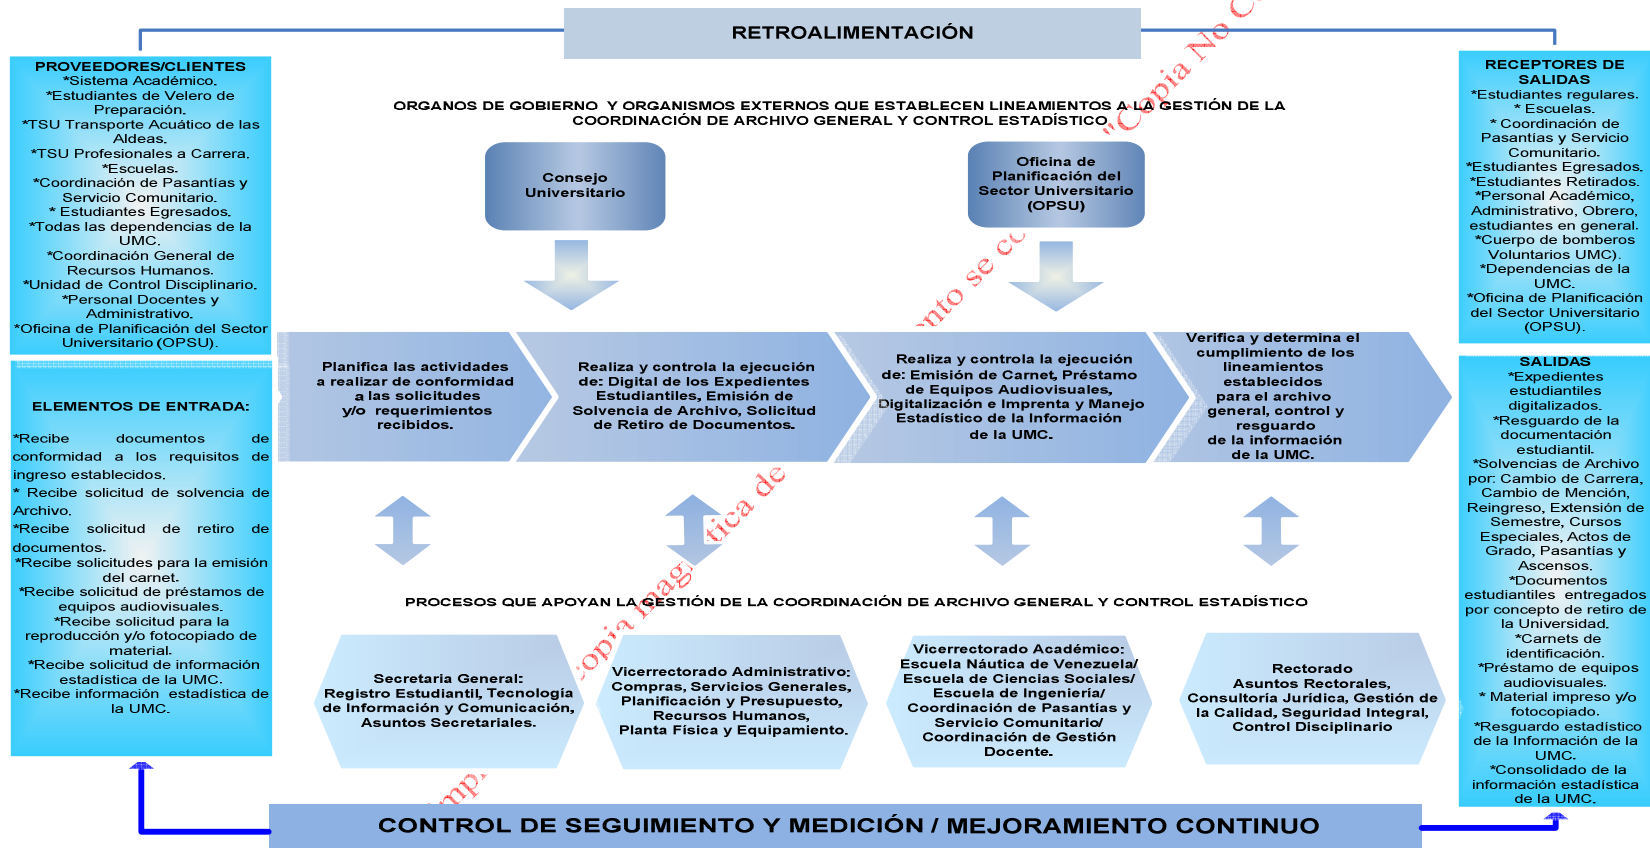 RETROALIMENTACIÓN
PROVEEDORES/CLIENTES
*Sistema Académico.
*Estudiantes de Velero de
Preparación.
*TSU Transporte Acuático de las
Aldeas.
*TSU Profesionales a Carrera.
*Escuelas.
*Coordinación de Pasantías y
Servicio Comunitario.
* Estudiantes Egresados.
*Todas las dependencias de la
UMC.
*Coordinación General de
Recursos Humanos.
*Unidad de Control Disciplinario.
*Personal Docentes y
Administrativo.
*Oficina de Planificación del Sector
Universitario (OPSU).
ELEMENTOS DE ENTRADA:
*Recibe documentos de
conformidad a los requisitos de
ingreso establecidos.
* Recibe solicitud de solvencia de
Archivo.
*Recibe solicitud de retiro de
documentos.
*Recibe solicitudes para la emisión
del carnet.
*Recibe solicitud de préstamos de
equipos audiovisuales.
*Recibe solicitud para la
reproducción y/o fotocopiado de
material.
*Recibe solicitud de información
estadística de la UMC.
*Recibe información estadística de
la UMC.
ORGANOS DE GOBIERNO Y ORGANISMOS EXTERNOS QUE ESTABLECEN LINEAMIENTOS A LA GESTIÓN DE LA
COORDINACIÓN DE ARCHIVO GENERAL Y CONTROL ESTADÍSTICO
Consejo
Universitario
Oficina de
Planificación del
Sector Universitario
(OPSU)
Planifica las actividades
a realizar de conformidad
a las solicitudes
y/o requerimientos
recibidos.
Realiza y controla la ejecución
de: Digital de los Expedientes
Estudiantiles, Emisión de
Solvencia de Archivo, Solicitud
de Retiro de Documentos.
Realiza y controla la ejecución
de: Emisión de Carnet, Préstamo
de Equipos Audiovisuales,
Digitalización e Imprenta y Manejo
Estadístico de la Información
de la UMC.
Verifica y determina el
cumplimiento de los
lineamientos
establecidos
para el archivo
general, control y
resguardo
de la información
de la UMC.
PROCESOS QUE APOYAN LA GESTIÓN DE LA COORDINACIÓN DE ARCHIVO GENERAL Y CONTROL ESTADÍSTICO
Secretaria General:
Registro Estudiantil, Tecnología
de Información y Comunicación,
Asuntos Secretariales.
Vicerrectorado Administrativo:
Compras, Servicios Generales,
Planificación y Presupuesto,
Recursos Humanos,
Planta Física y Equipamiento.
Vicerrectorado Académico:
Escuela Náutica de Venezuela/
Escuela de Ciencias Sociales/
Escuela de Ingeniería/
Coordinación de Pasantías y
Servicio Comunitario/
Coordinación de Gestión
Docente.
Rectorado
Asuntos Rectorales,
Consultoría Jurídica, Gestión de
la Calidad, Seguridad Integral,
Control Disciplinario
RECEPTORES DE
SALIDAS
*Estudiantes regulares.
* Escuelas.
* Coordinación de
Pasantías y Servicio
Comunitario.
*Estudiantes Egresados.
*Estudiantes Retirados.
*Personal Académico,
Administrativo, Obrero,
estudiantes en general.
*Cuerpo de bomberos
Voluntarios UMC).
*Dependencias de la
UMC.
*Oficina de Planificación
del Sector Universitario
(OPSU).
SALIDAS
*Expedientes
estudiantiles
digitalizados.
*Resguardo de la
documentación
estudiantil.
*Solvencias de Archivo
por: Cambio de Carrera,
Cambio de Mención,
Reingreso, Extensión de
Semestre, Cursos
Especiales, Actos de
Grado, Pasantías y
Ascensos.
*Documentos
estudiantiles entregados
por concepto de retiro de
la Universidad.
*Carnets de
identificación.
*Préstamo de equipos
audiovisuales.
* Material impreso y/o
fotocopiado.
*Resguardo estadístico
de la Información de la
UMC.
*Consolidado de la
información estadística
de la UMC.
CONTROL DE SEGUIMIENTO Y MEDICIÓN / MEJORAMIENTO CONTINUO
"Copia No
se
de
copia